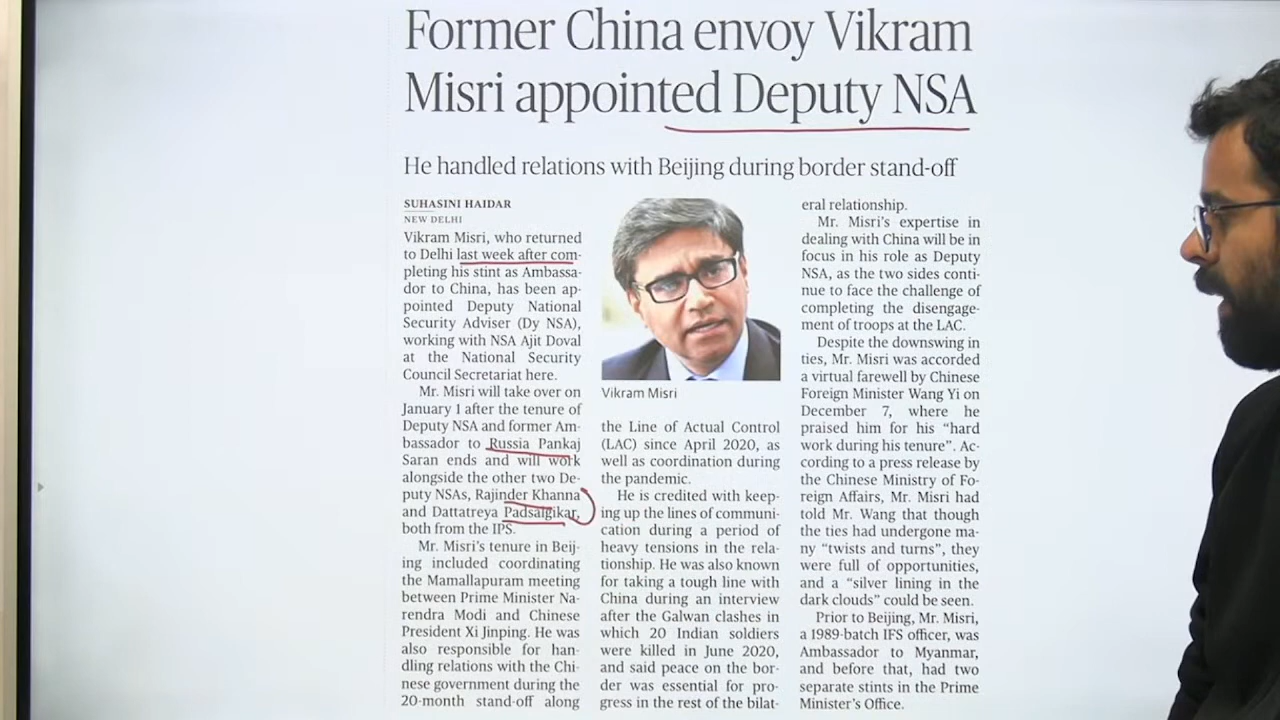 Former China envoy Vikram
Misri appointed Deputy NSA
He handled relations with Beijing during border stand-off
SUHASINI HAIDAR
NEW DELHI
Vikram Misri, who returned
to Delhi last week after com-
pleting his stint as Ambassa-
dor to China, has been ap-
pointed Deputy National
Security Adviser (Dy NSA),
working with NSA Ajit Doval
at the National Security
Council Secretariat here.
Mr. Misri will take over on
January 1 after the tenure of
Deputy NSA and former Am-
bassador to Russia Pankaj
Saran ends and will work
alongside the other two De-
puty NSAs, Rajinder Khanna
and Dattatreya Padsalgikar,
both from the IPS.
Mr. Misri's tenure in Beij-
ing included coordinating
the Mamallapuram meeting
between Prime Minister Na-
rendra Modi and Chinese
President Xi Jinping. He was
also responsible for han-
dling relations with the Chi-
nese government during the
20-month stand-off along
Vikram Misri
the Line of Actual Control
(LAC) since April 2020, as
well as coordination during
the pandemic.
He is credited with keep-
ing up the lines of communi-
cation during a period of
heavy tensions in the rela-
tionship. He was also known
for taking a tough line with
China during an interview
after the Galwan clashes in
which 20 Indian soldiers
were killed in June 2020,
and said peace on the bor-
der was essential for pro-
gress in the rest of the bilat-
eral relationship.
Mr. Misri's expertise in
dealing with China will be in
focus in his role as Deputy
NSA, as the two sides conti-
nue to face the challenge of
completing the disengage-
ment of troops at the LAC.
Despite the downswing in
ties, Mr. Misri was accorded
a virtual farewell by Chinese
Foreign Minister Wang Yi on
December 7, where he
praised him for his "hard
work during his tenure". Ac-
cording to a press release by
the Chinese Ministry of Fo-
reign Affairs, Mr. Misri had
told Mr. Wang that though
the ties had undergone ma-
ny "twists and turns", they
were full of opportunities,
and a "silver lining in the
dark clouds" could be seen.
Prior to Beijing, Mr. Misri,
a 1989-batch IFS officer, was
Ambassador to Myanmar,
and before that, had two
separate stints in the Prime
Minister's Office.